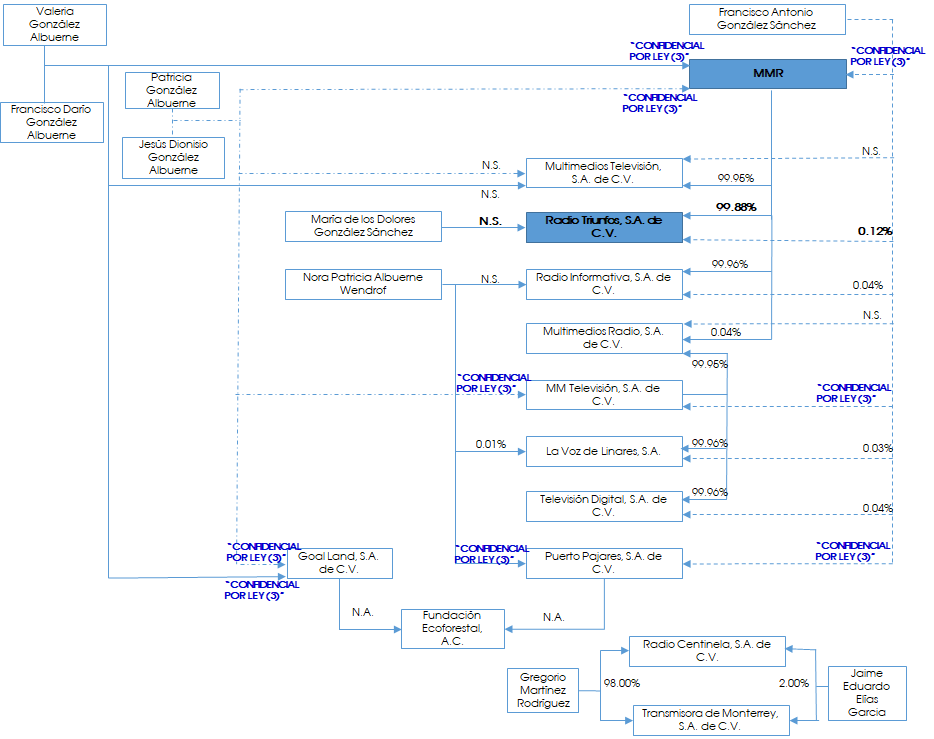 Valeria
González
Albuerne
Francisco Antonio
González Sánchez
"CONFIDENCIAL
POR LEY (3)"
"CONFIDENCIAL
POR LEY (3)"
MMR
Patricia
González
Albuerne
"CONFIDENCIAL
POR LEY (3)"
Francisco Darío
González
Albuerne
Jesús Dionisio
González
Albuerne
N.S.
N.S.
Multimedios Televisión,
S.A. de C.V.
99.95%
N.S.
María de los Dolores
González Sánchez
N.S.
Radio Triunfos, S.A. de
C.V.
99.88%
0.12%
Nora Patricia Albuerne
Wendrof
N.S.
Radio Informativa, S.A. de
C.V.
99.96%
0.04%
N.S.
Multimedios Radio, S.A.
de C.V.
0.04%
99.95%
"CONFIDENCIAL
POR LEY (3)"
MM Televisión, S.A. de
C.V.
"CONFIDENCIAL
POR LEY (3)"
0.01%
La Voz de Linares, S.A.
99.96%
0.03%
Televisión Digital, S.A. de
C.V.
99.96%
0.04%
"CONFIDENCIAL
POR LEY (3)"
Goal Land, S.A.
de C.V.
"CONFIDENCIAL
POR LEY (3)"
Puerto Pajares, S.A. de
C.V.
"CONFIDENCIAL
POR LEY (3)"
"CONFIDENCIAL
POR LEY (3)"
N.A.
Fundación
Ecoforestal,
A.C.
N.A.
Radio Centinela, S.A. de
C.V.
Gregorio
Martínez
Rodríguez
98.00%
2.00%
Jaime
Eduardo
Elías
Garcia
Transmisora de Monterrey,
S.A. de C.V.